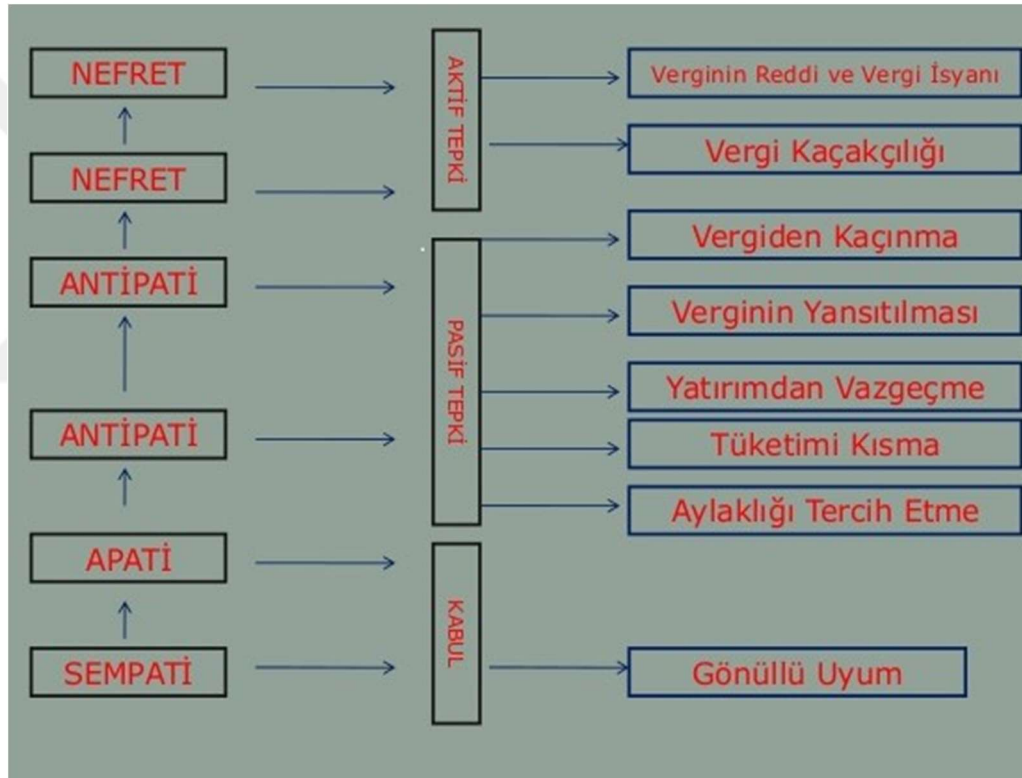 NEFRET
NEFRET
ANTİPATİ
ANTİPATİ
APATİ
SEMPATİ
AKTİF TEPKİ
PASİF TEPKİ
KABUL
Verginin Reddi ve Vergi İsyanı
Vergi Kaçakçılığı
Vergiden Kaçınma
Verginin Yansıtılması
Yatırımdan Vazgeçme
Tüketimi Kısma
Aylaklığı Tercih Etme
Gönüllü Uyum